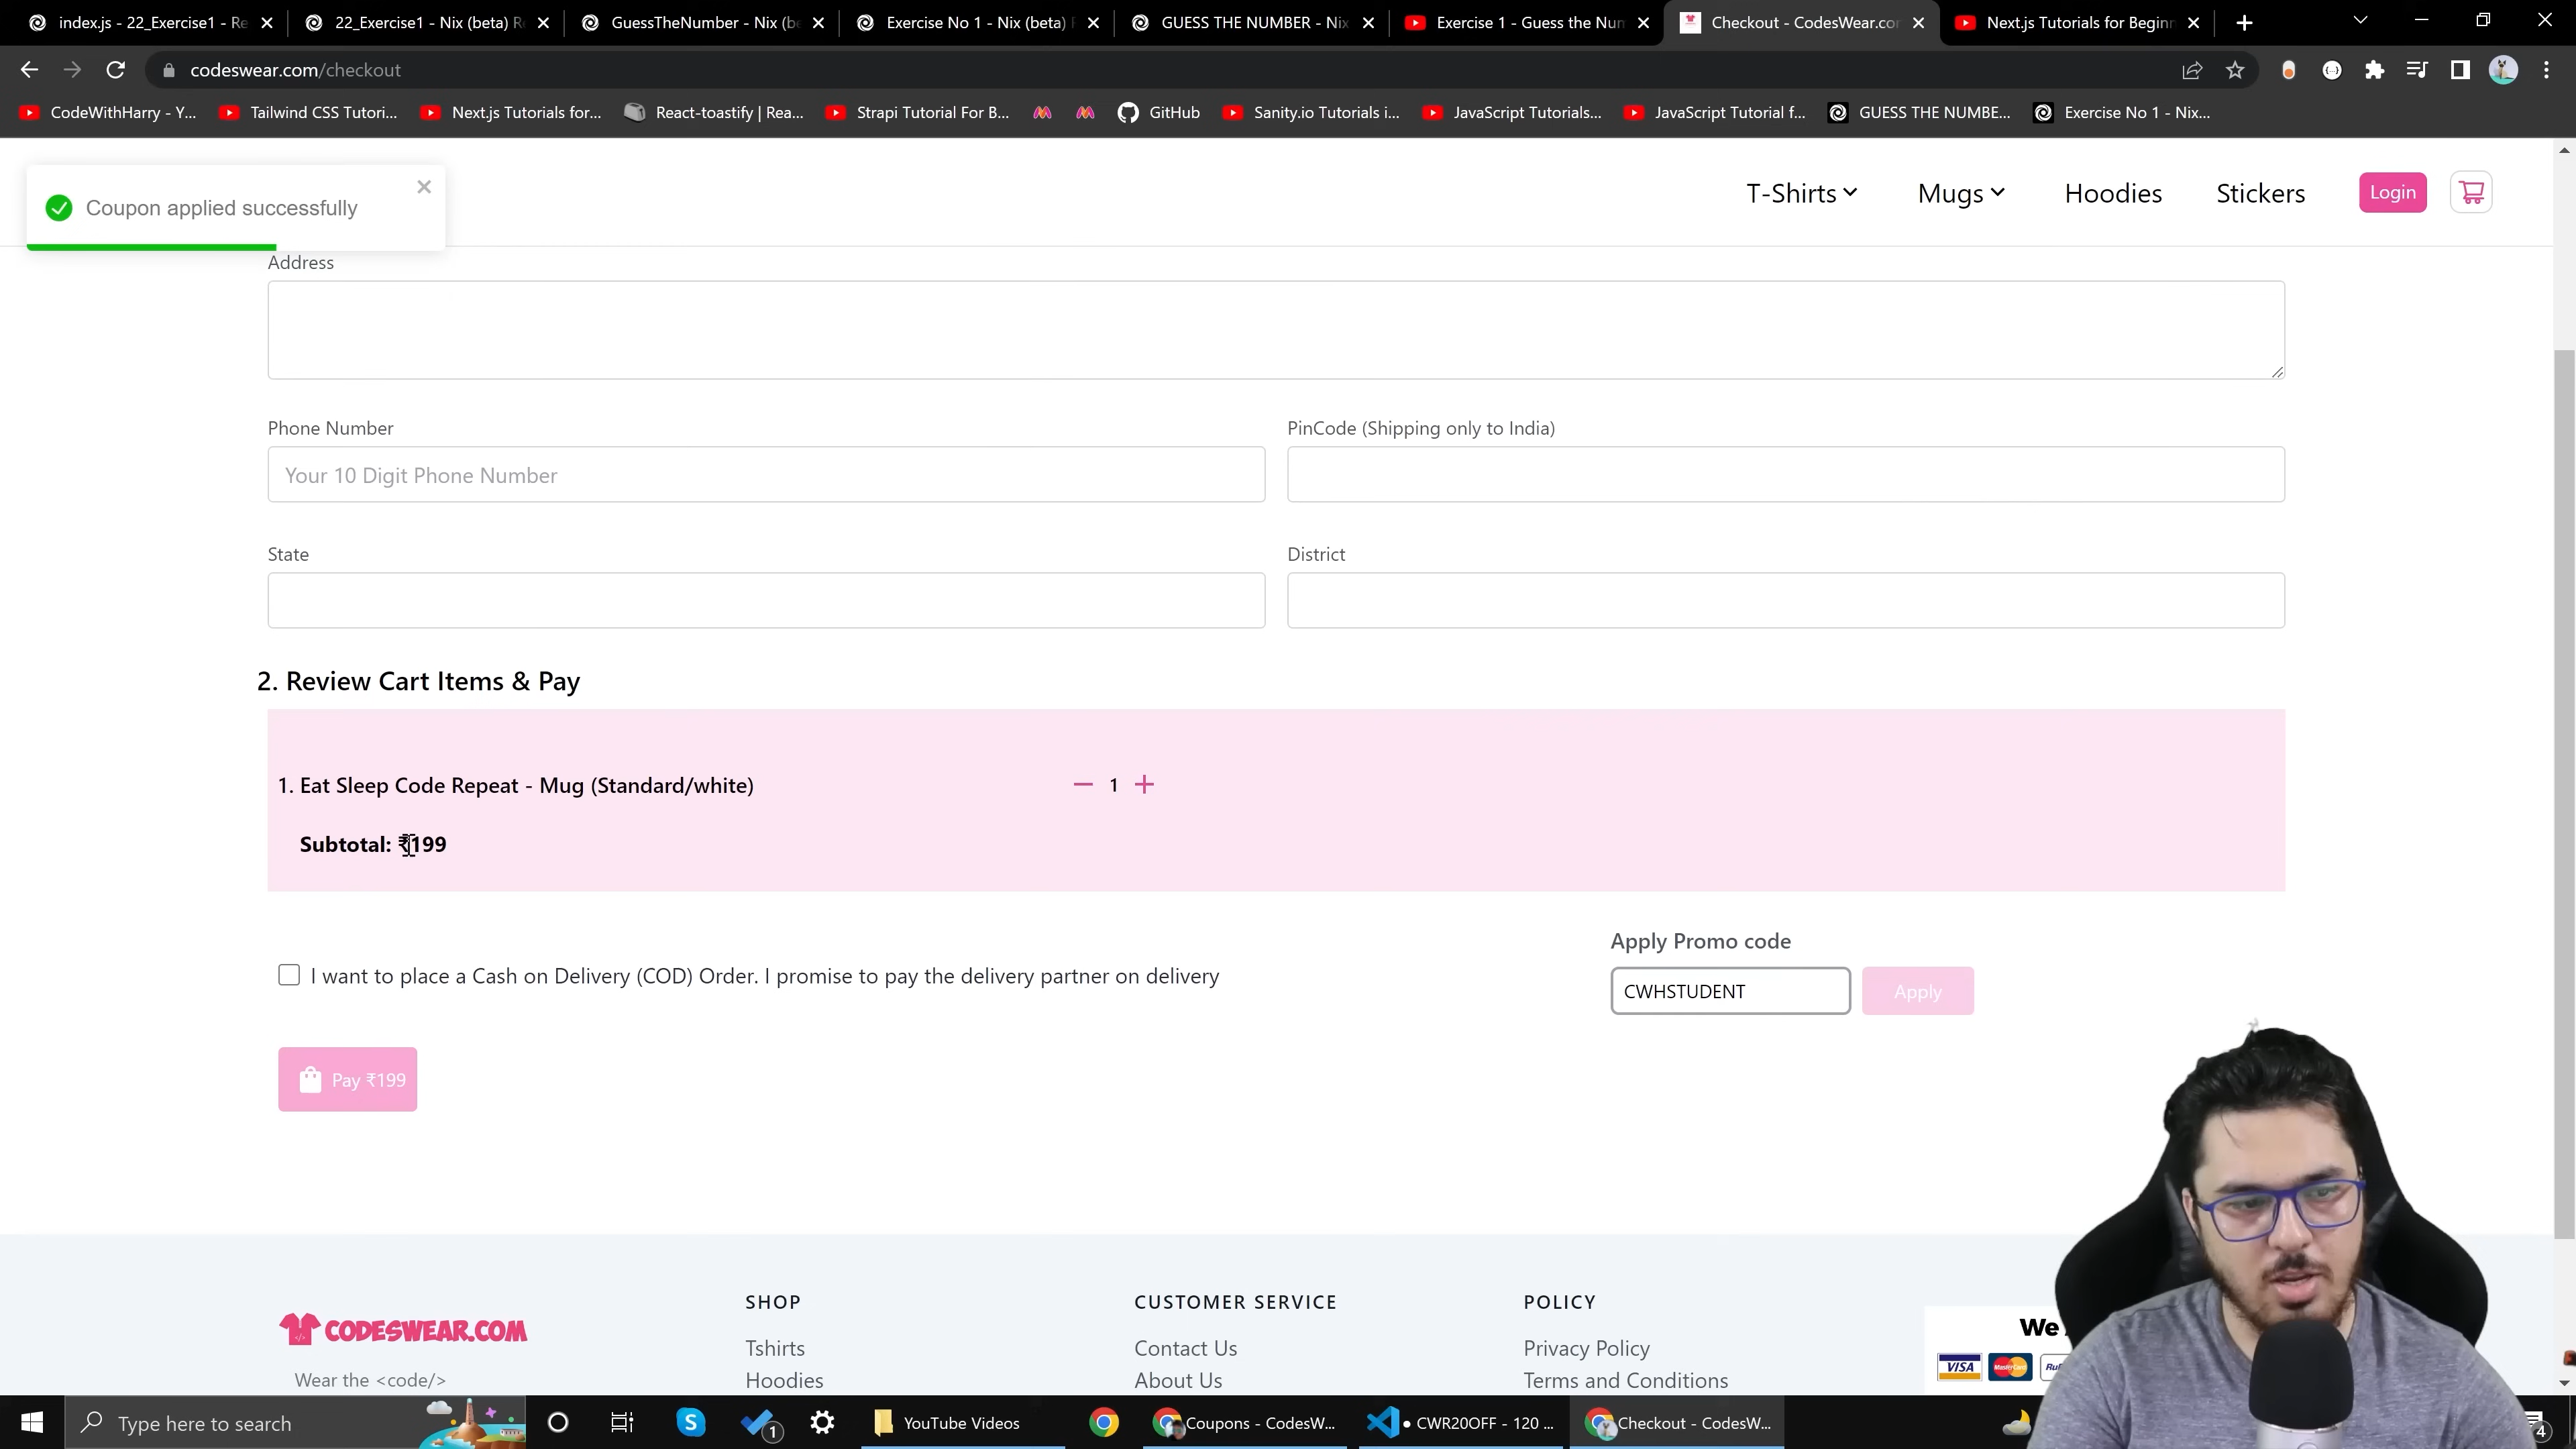 index.js - 22_Exercise1 - Re
22_Exercise1 - Nix (beta) R
GuessTheNumber - Nix (be
Exercise No 1 - Nix (beta)
GUESS THE NUMBER - Nix
Exercise 1 - Guess the Num
Checkout - CodesWear.com
Next.js Tutorials for Beginn
codeswear.com/checkout
CodeWithHarry - Y...
Tailwind CSS Tutori...
Next.js Tutorials for...
React-toastify | Rea...
Strapi Tutorial For B...
GitHub
Sanity.io Tutorials i...
JavaScript Tutorials...
JavaScript Tutorial f...
GUESS THE NUMBE...
Exercise No 1 - Nix...
Coupon applied successfully
T-Shirts
Mugs
Hoodies
Stickers
Login
Address
Phone Number
PinCode (Shipping only to India)
Your 10 Digit Phone Number
State
District
2. Review Cart Items & Pay
1. Eat Sleep Code Repeat - Mug (Standard/white)
1
Subtotal: ₹199
Apply Promo code
I want to place a Cash on Delivery (COD) Order. I promise to pay the delivery partner on delivery
CWHSTUDENT
Apply
Pay ₹199
SHOP
CUSTOMER SERVICE
POLICY
CODESWEAR.COM
We
Tshirts
Contact Us
Privacy Policy
VISA
MasterCard
Wear the <code/>
Hoodies
About Us
Terms and Conditions
Type here to search
1
YouTube Videos
Coupons - CodesW...
CWR20OFF - 120 ...
Checkout - CodesW...
4